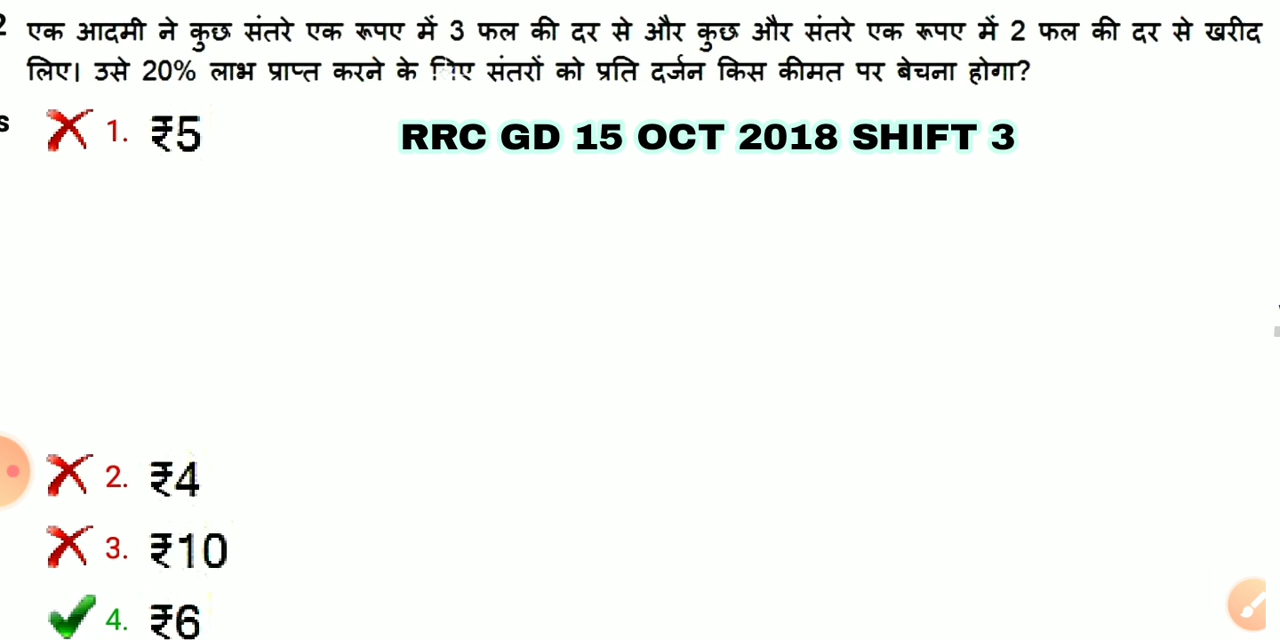 2 एक आदमी ने कुछ संतरे एक रूपए में 3 फल की दर से और कुछ और संतरे एक रूपए में 2 फल की दर से खरीद
लिए। उसे 20% लाभ प्राप्त करने के लिए संतरों को प्रति दर्जन किस कीमत पर बेचना होगा?
s
1. ₹5
RRC GD 15 OCT 2018 SHIFT 3
2. ₹4
3. ₹10
4. ₹6